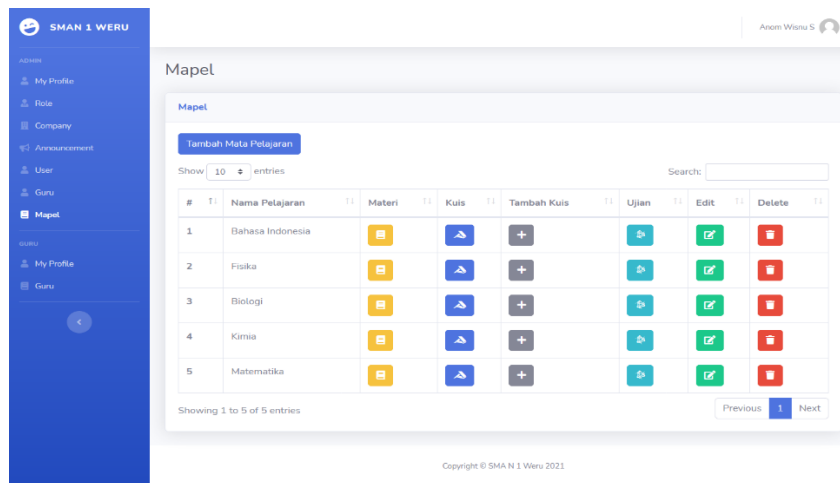 SMAN 1 WERU
Anom Wisnu S
ADMIN
My Profile
Role
Company
Announcement
User
Guru
Mapel
GURU
My Profile
Guru
Mapel
Mapel
Tambah Mata Pelajaran
Show 10 entries
Search:
# Nama Pelajaran Materi Kuis Tambah Kuis Ujian Edit Delete
1 Bahasa Indonesia
2 Fisika
3 Biologi
4 Kimia
5 Matematika
Showing 1 to 5 of 5 entries
Previous 1 Next
Copyright © SMA N 1 Weru 2021